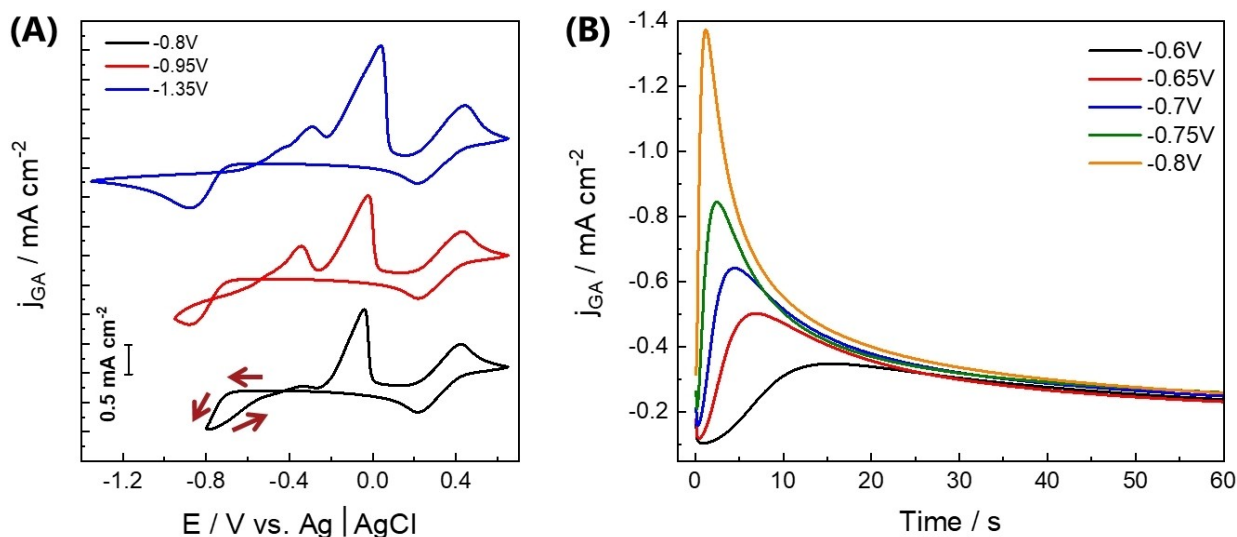 (A)
-0.8V
-0.95V
-1.35V
j_GA / mA cm⁻²
0.5 mA cm⁻²
-1.2 -0.8 -0.4 0.0 0.4
E / V vs. Ag | AgCl
(B)
-1.4
-1.2
-1.0
-0.8
-0.6
-0.4
-0.2
-0.6V
-0.65V
-0.7V
-0.75V
-0.8V
j_GA / mA cm⁻²
0 10 20 30 40 50 60
Time / s